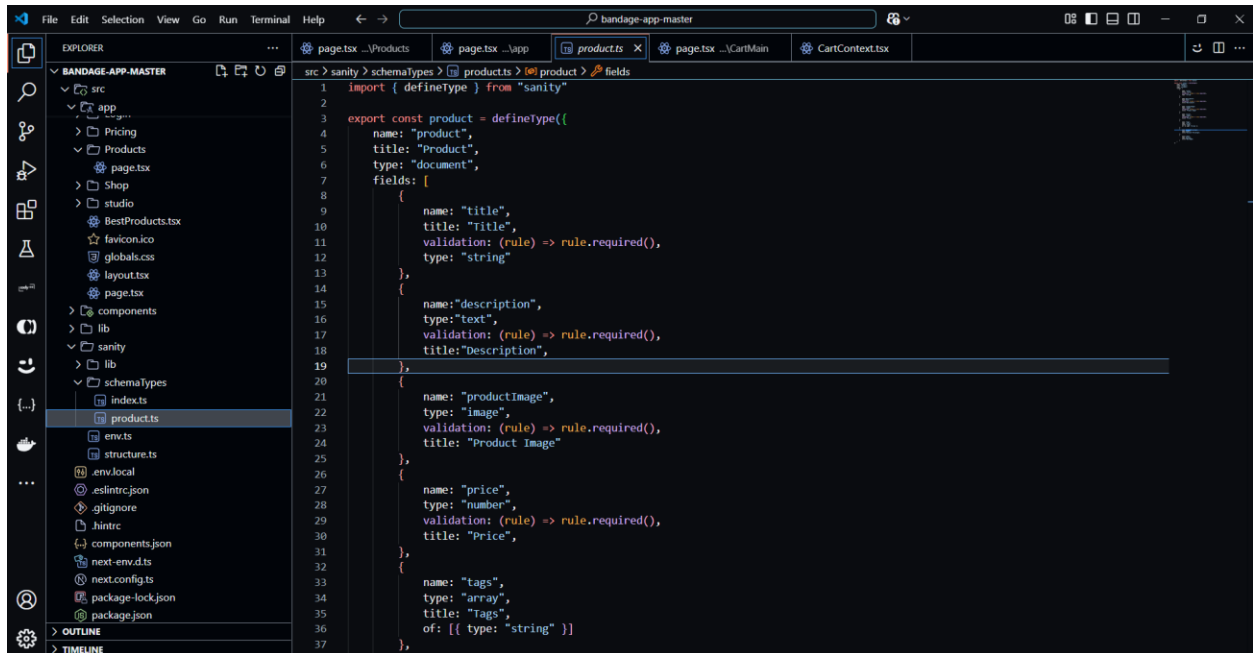 File Edit Selection View Go Run Terminal Help
bandage-app-master
EXPLORER
page.tsx ...\Products
page.tsx ...\app
product.ts
page.tsx ...\CartMain
CartContext.tsx
src > sanity > schemaTypes > product.ts > product > fields
BANDAGE-APP-MASTER
src
app
Pricing
Products
page.tsx
Shop
studio
BestProducts.tsx
favicon.ico
globals.css
layout.tsx
page.tsx
components
lib
sanity
lib
schemaTypes
index.ts
product.ts
env.ts
structure.ts
.env.local
.eslintrc.json
.gitignore
.hintrc
components.json
next-env.d.ts
next.config.ts
package-lock.json
package.json
OUTLINE
TIMELINE
1 import { defineType } from "sanity"
2
3 export const product = defineType({
4 name: "product",
5 title: "Product",
6 type: "document",
7 fields: [
8 {
9 name: "title",
10 title: "Title",
11 validation: (rule) => rule.required(),
12 type: "string"
13 },
14 {
15 name:"description",
16 type:"text",
17 validation: (rule) => rule.required(),
18 title:"Description",
19 },
20 {
21 name: "productImage",
22 type: "image",
23 validation: (rule) => rule.required(),
24 title: "Product Image"
25 },
26 {
27 name: "price",
28 type: "number",
29 validation: (rule) => rule.required(),
30 title: "Price",
31 },
32 {
33 name: "tags",
34 type: "array",
35 title: "Tags",
36 of: [{ type: "string" }]
37 },